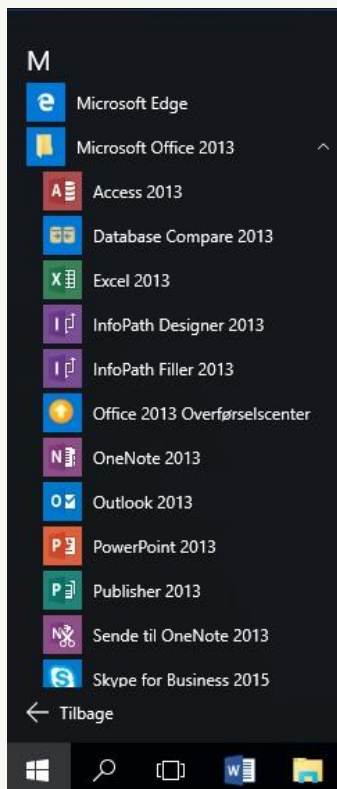 M
Microsoft Edge
Microsoft Office 2013
Access 2013
Database Compare 2013
Excel 2013
InfoPath Designer 2013
InfoPath Filler 2013
Office 2013 Overførselscenter
OneNote 2013
Outlook 2013
PowerPoint 2013
Publisher 2013
Sende til OneNote 2013
Skype for Business 2015
Tilbage